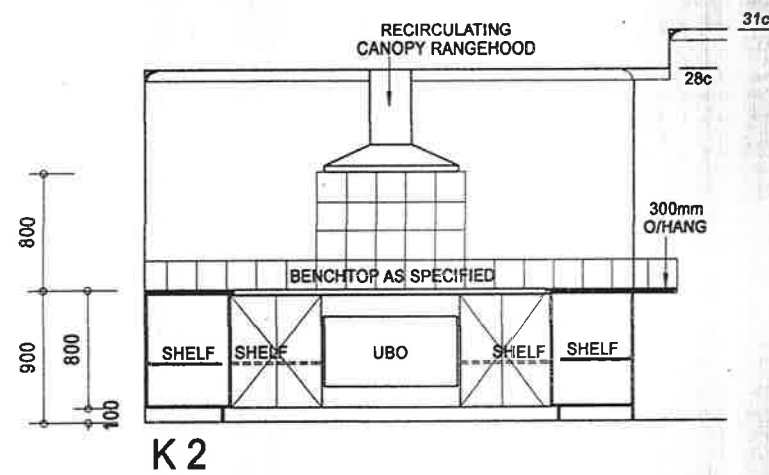 31c
RECIRCULATING
CANOPY RANGEHOOD
28c
800
300mm
O/HANG
BENCHTOP AS SPECIFIED
900
800
SHELF
SHELF
UBO
SHELF
SHELF
100
K 2